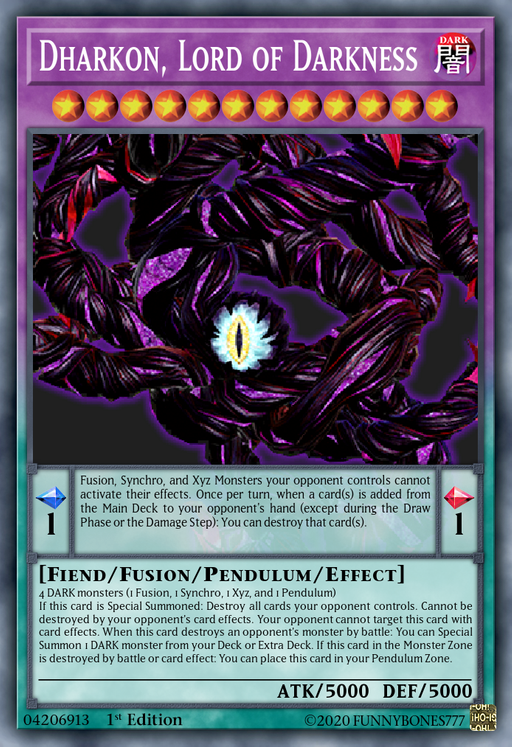 DHARKON, LORD OF DARKNESS
DARK
闇
Fusion, Synchro, and Xyz Monsters your opponent controls cannot
activate their effects. Once per turn, when a card(s) is added from
the Main Deck to your opponent's hand (except during the Draw
Phase or the Damage Step): You can destroy that card(s).
1
1
[FIEND/FUSION/PENDULUM/EFFECT]
4 DARK monsters (1 Fusion, 1 Synchro, 1 Xyz, and 1 Pendulum)
If this card is Special Summoned: Destroy all cards your opponent controls. Cannot be
destroyed by your opponent's card effects. Your opponent cannot target this card with
card effects. When this card destroys an opponent's monster by battle: You can Special
Summon 1 DARK monster from your Deck or Extra Deck. If this card in the Monster Zone
is destroyed by battle or card effect: You can place this card in your Pendulum Zone.
ATK/5000 DEF/5000
04206913 1st Edition ©2020 FUNNYBONES777